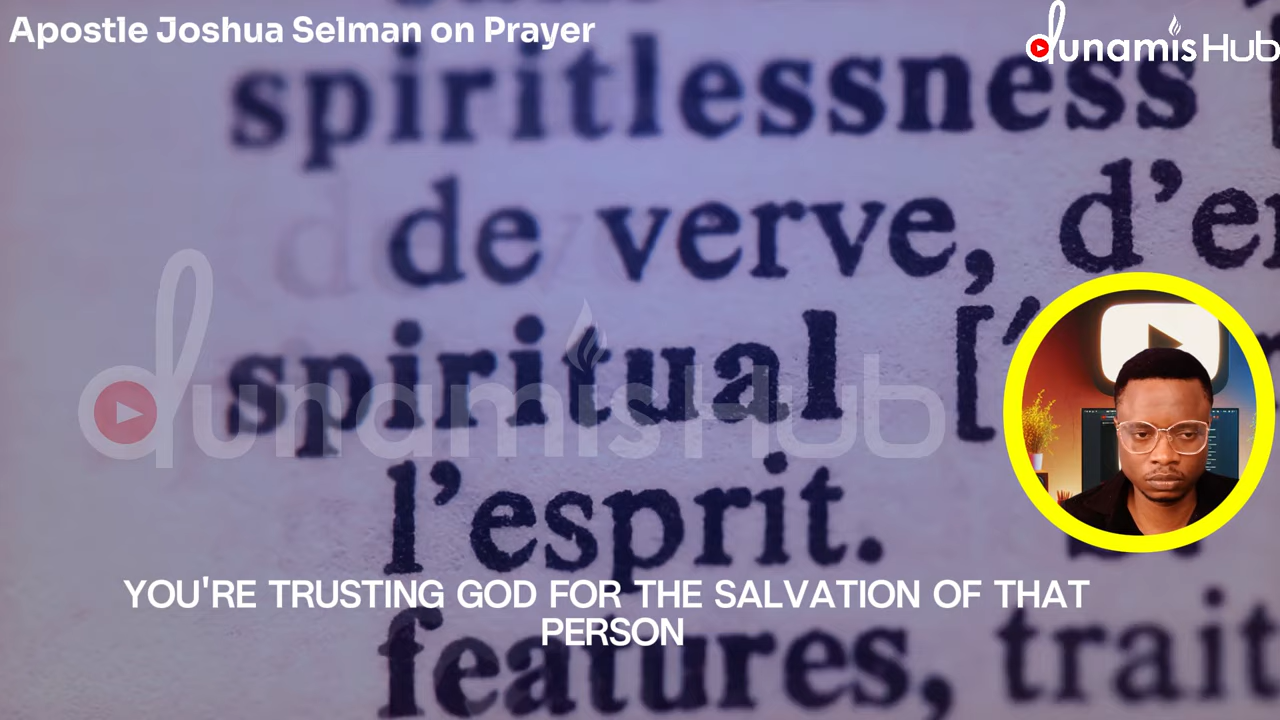 Apostle Joshua Selman on Prayer
dunamis Hub
spiritlessness
de verve, d'e
spiritual [
dunamis Hub
l'esprit.
YOU'RE TRUSTING GOD FOR THE SALVATION OF THAT
PERSON
features, trait